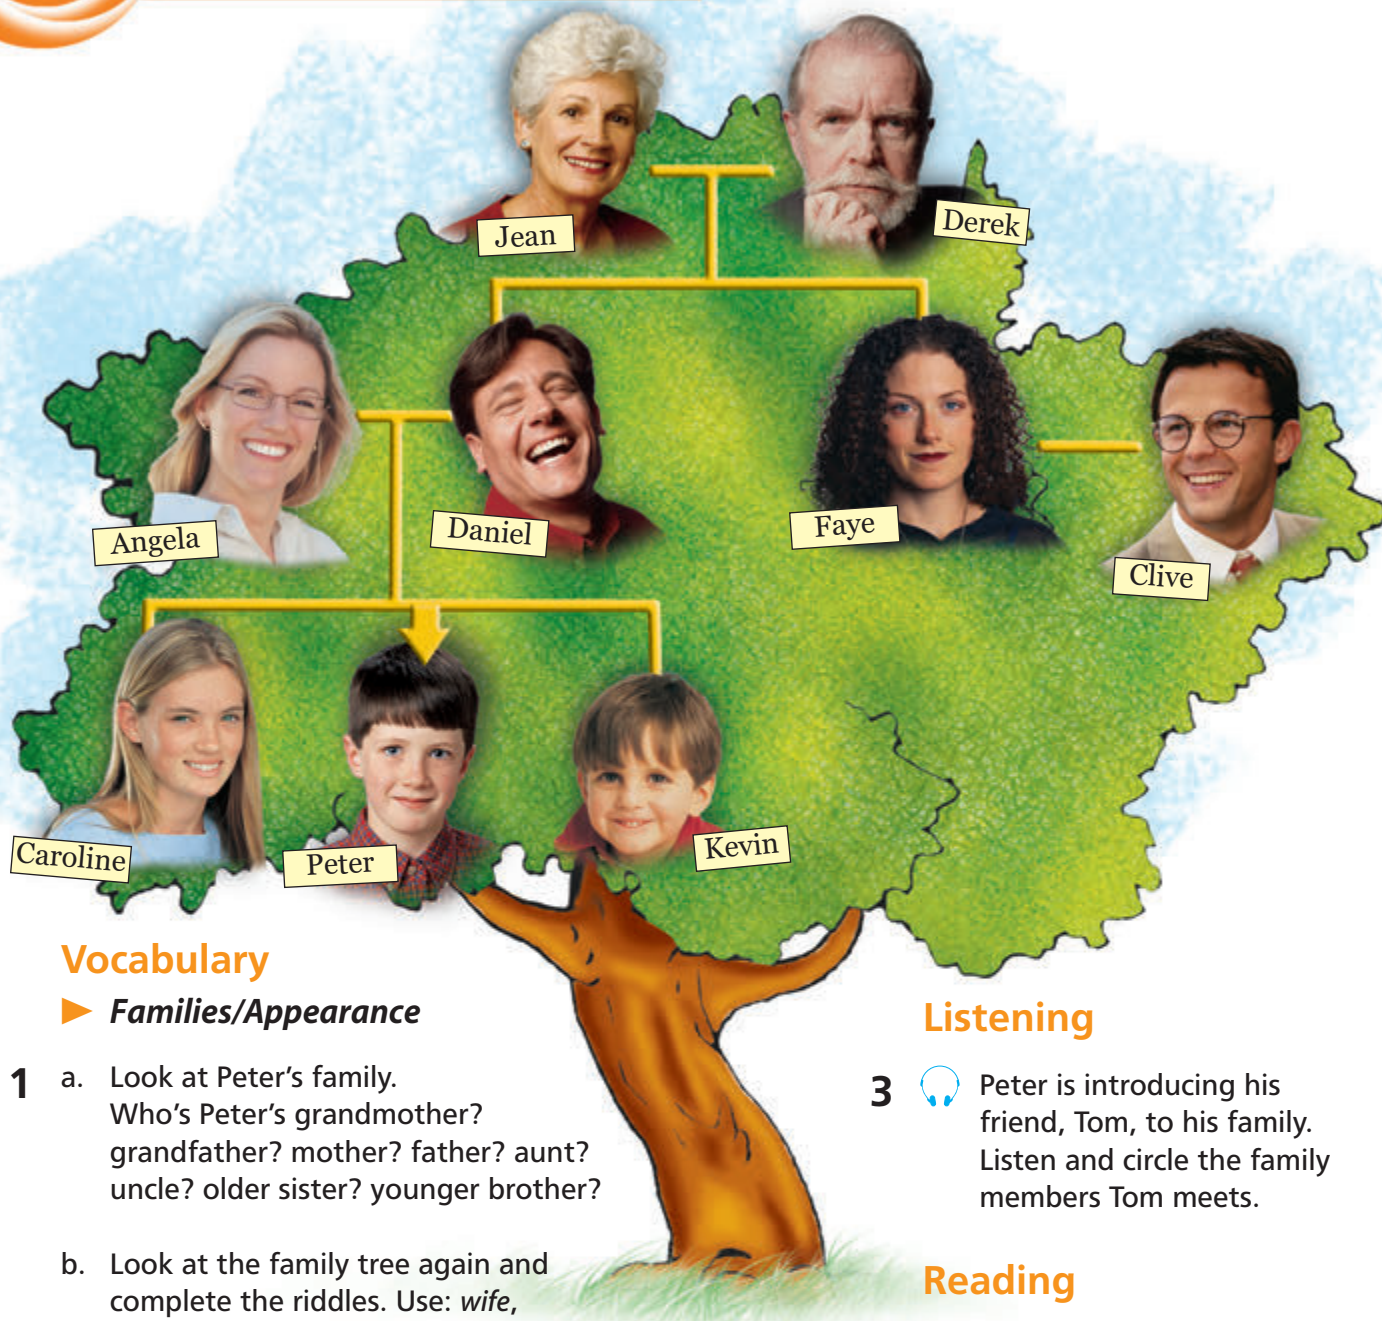 Jean
Derek
Angela
Daniel
Faye
Clive
Caroline
Peter
Kevin
Vocabulary
Families/Appearance
1 a. Look at Peter's family.
Who's Peter's grandmother?
grandfather? mother? father? aunt?
uncle? older sister? younger brother?
b. Look at the family tree again and
complete the riddles. Use: wife,
Listening
3 Peter is introducing his
friend, Tom, to his family.
Listen and circle the family
members Tom meets.
Reading